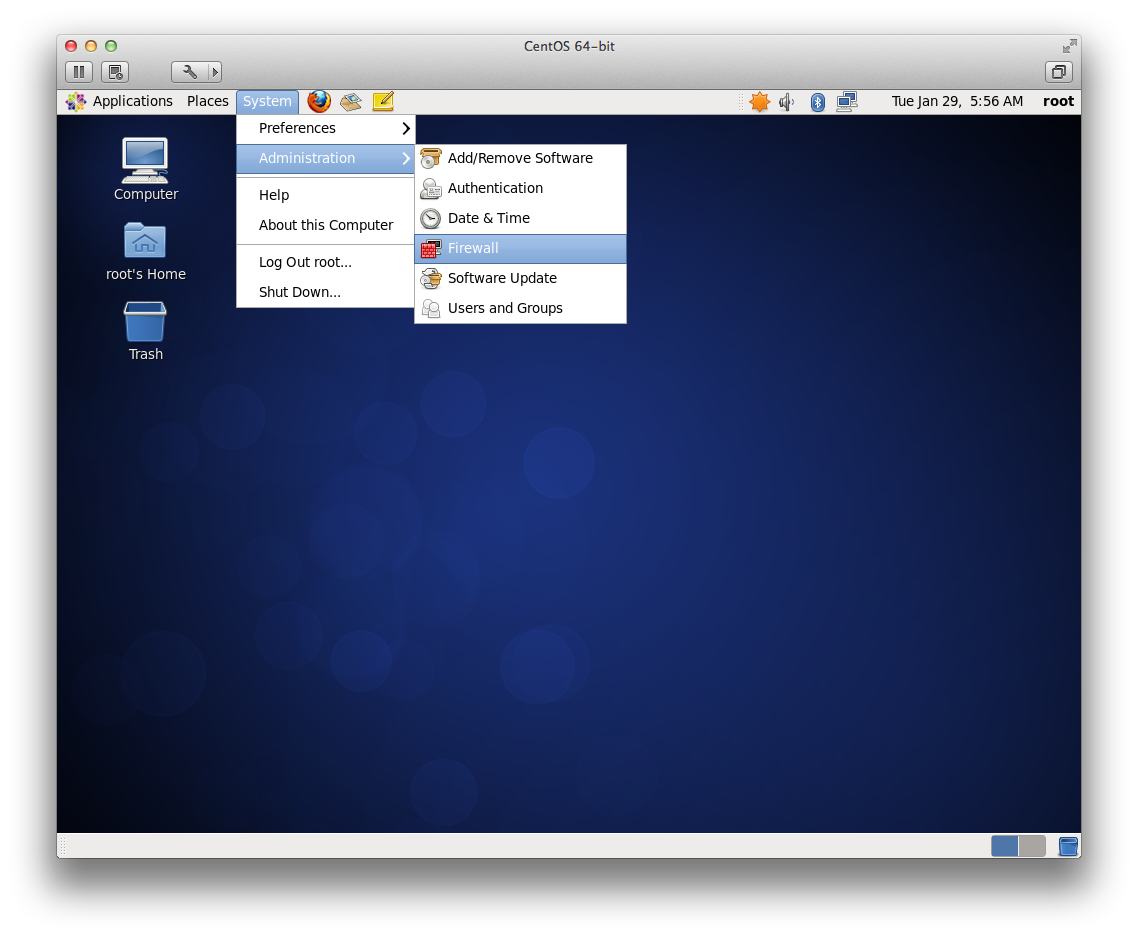 CentOS 64-bit
Applications Places System Tue Jan 29, 5:56 AM root
Preferences
Administration
Help
About this Computer
Log Out root...
Shut Down...
Add/Remove Software
Authentication
Date & Time
Firewall
Software Update
Users and Groups
Computer
root's Home
Trash